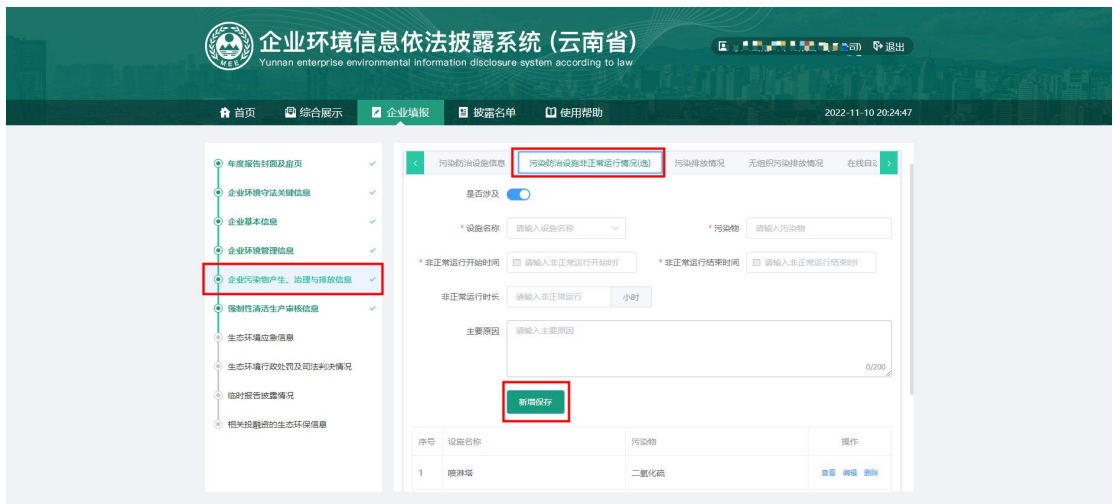 企业环境信息依法披露系统 (云南省)
Yunnan enterprise environmental information disclosure system according to law
MEE
司) 退出
首页 综合展示 企业填报 披露名单 使用帮助 2022-11-10 20:24:47
年度报告封面及扉页
企业环境守法关键信息
企业基本信息
企业环境管理信息
企业污染物产生、治理与排放信息
强制性清洁生产审核信息
生态环境应急信息
生态环境行政处罚及司法判决情况
临时报告披露情况
相关投融资的生态环保信息
污染防治设施信息 污染防治设施非正常运行情况(选) 污染排放情况 无组织污染排放情况 在线自
是否涉及
* 设施名称 请输入设施名称 * 污染物 请输入污染物
* 非正常运行开始时间 请输入非正常运行开始时 * 非正常运行结束时间 请输入非正常运行结束时
非正常运行时长 请输入非正常运行 小时
主要原因 请输入主要原因
0/200
新增保存
序号 设施名称 污染物 操作
1 喷淋塔 二氧化硫 查看 编辑 删除